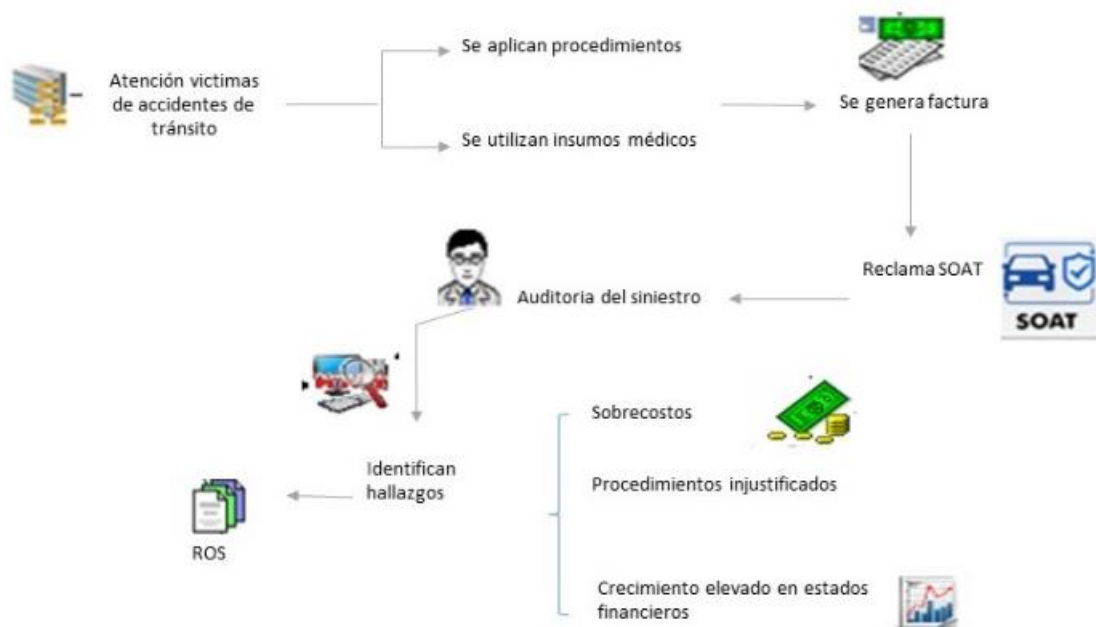 Se aplican procedimientos
Atención victimas
de accidentes de
tránsito
Se utilizan insumos médicos
Se genera factura
Reclama SOAT
SOAT
Auditoria del siniestro
Identifican
hallazgos
ROS
Sobrecostos
Procedimientos injustificados
Crecimiento elevado en estados
financieros